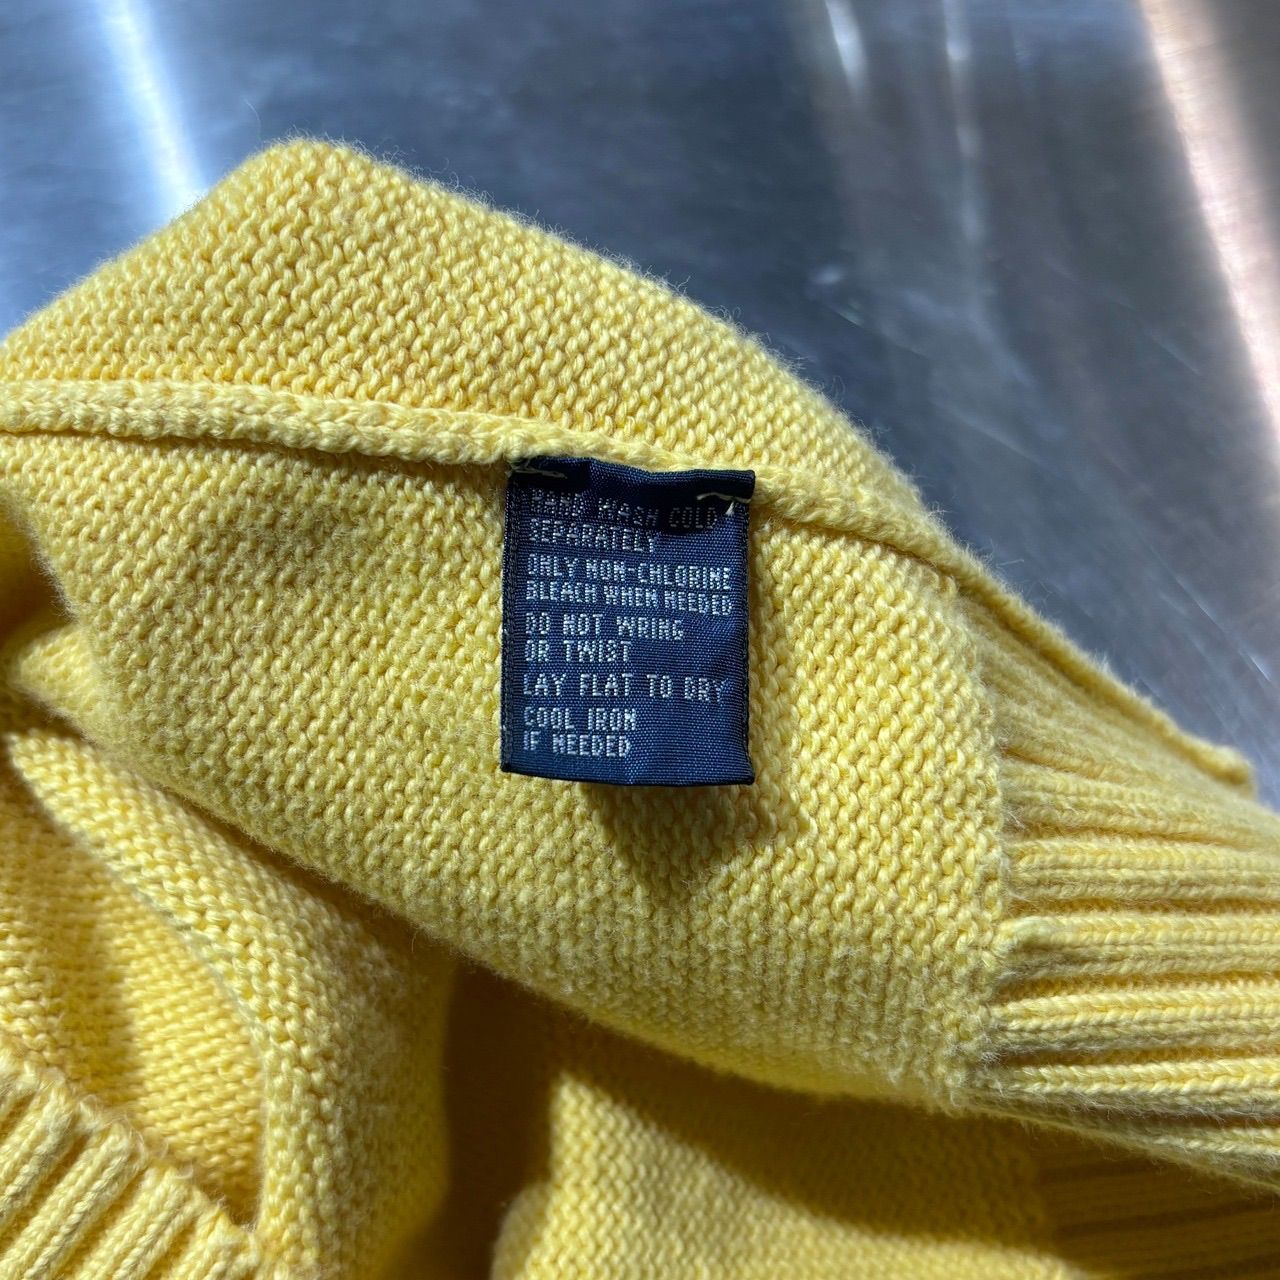 HAND WASH COLD
SEPARATELY
ONLY NON-CHLORINE
BLEACH WHEN NEEDED
DO NOT WRING
OR TWIST
LAY FLAT TO DRY
COOL IRON
IF NEEDED